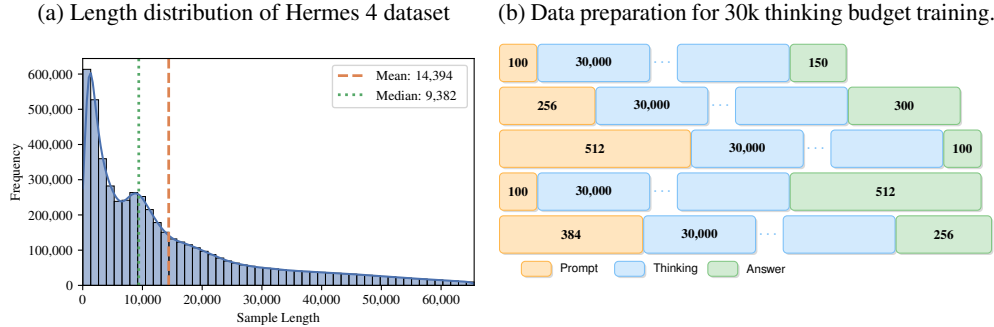 (a) Length distribution of Hermes 4 dataset
Mean: 14,394
Median: 9,382
600,000
500,000
400,000
300,000
200,000
100,000
0
Frequency
0 10,000 20,000 30,000 40,000 50,000 60,000
Sample Length
(b) Data preparation for 30k thinking budget training.
100 30,000 ... 150
256 30,000 ... 300
512 30,000 ... 100
100 30,000 ... 512
384 30,000 ... 256
Prompt Thinking Answer